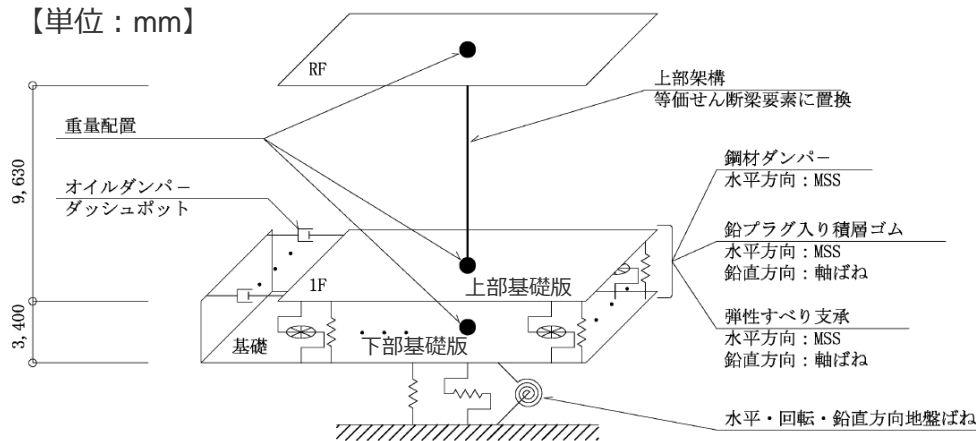 【単位：mm】
RF
上部架構
等価せん断梁要素に置換
重量配置
9,630
鋼材ダンパー
水平方向：MSS
オイルダンパー
ダッシュポット
鉛プラグ入り積層ゴム
水平方向：MSS
鉛直方向：軸ばね
1F
上部基礎版
3,400
基礎
下部基礎版
弾性すべり支承
水平方向：MSS
鉛直方向：軸ばね
水平・回転・鉛直方向地盤ばね